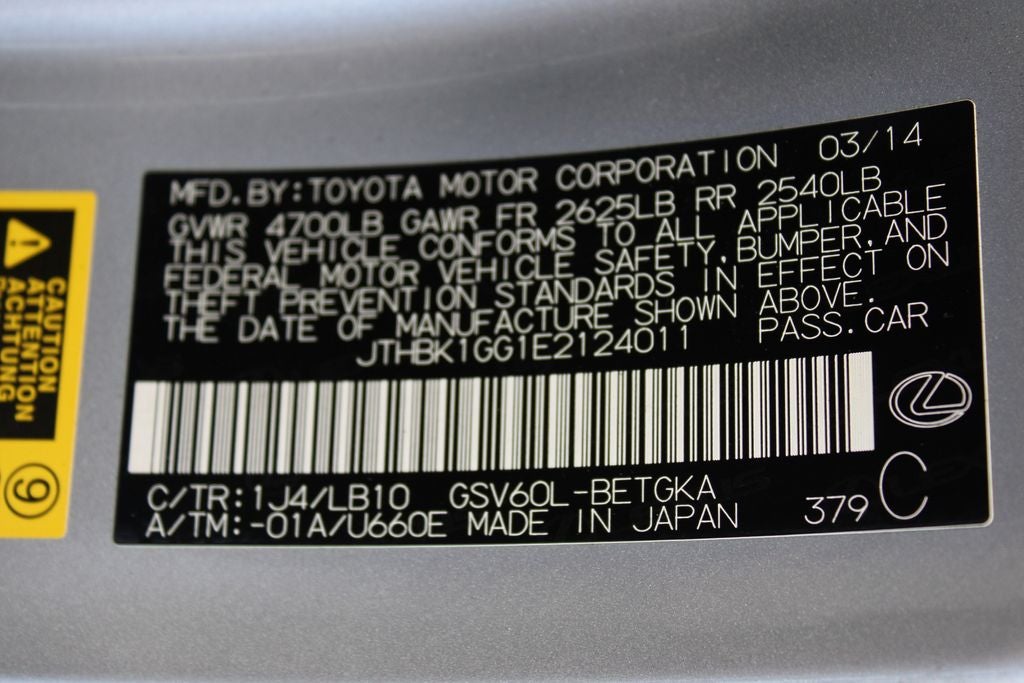 MFD.BY:TOYOTA MOTOR CORPORATION 03/14
GVWR 4700LB GAWR FR 2625LB RR 2540LB
THIS VEHICLE CONFORMS TO ALL APPLICABLE
FEDERAL MOTOR VEHICLE SAFETY,BUMPER,AND
THEFT PREVENTION STANDARDS IN EFFECT ON
THE DATE OF MANUFACTURE SHOWN ABOVE.
JTHBK1GG1E2124011 PASS.CAR
C/TR:1J4/LB10 GSV60L-BETGKA
A/TM:-01A/U660E MADE IN JAPAN 379 C
CAUTION
ATTENTION
ACHTUNG
9